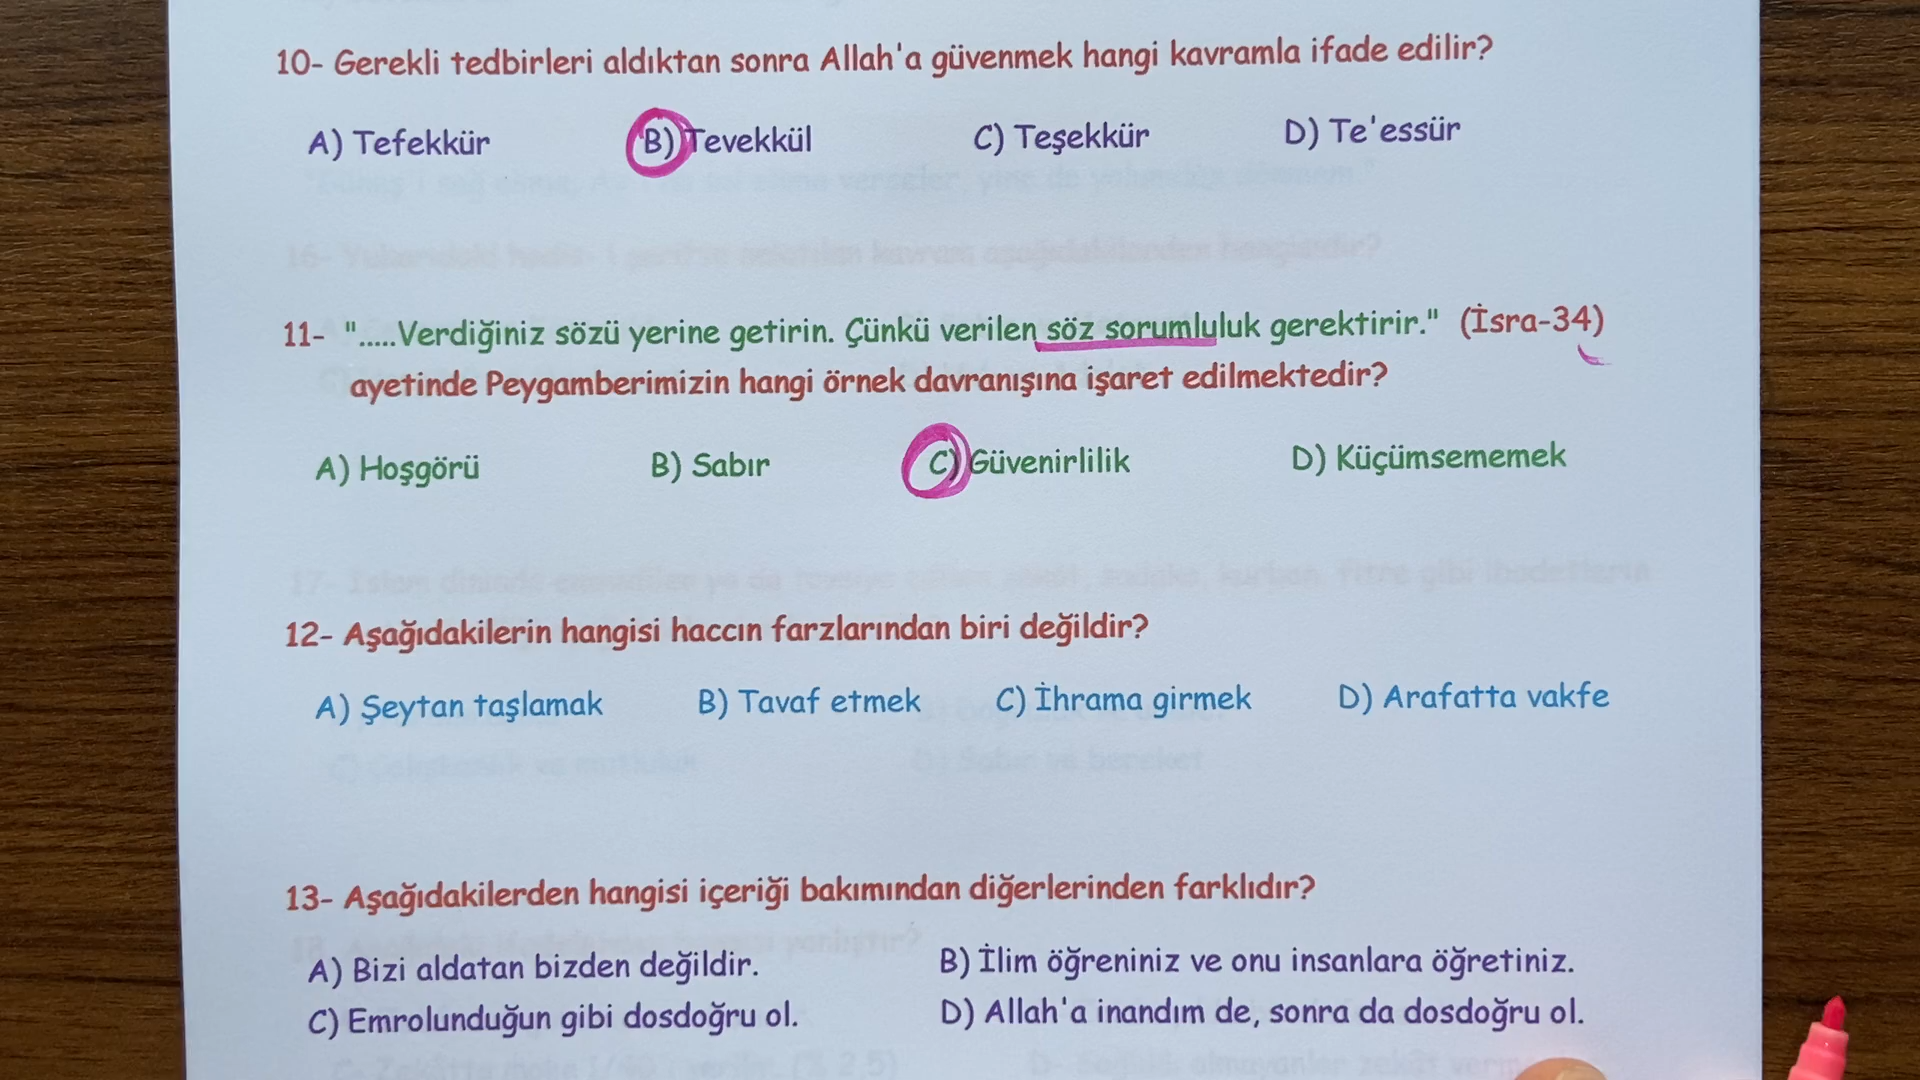 10- Gerekli tedbirleri aldıktan sonra Allah'a güvenmek hangi kavramla ifade edilir?
A) Tefekkür B) Tevekkül C) Teşekkür D) Te'essür
11- ".....Verdiğiniz sözü yerine getirin. Çünkü verilen söz sorumluluk gerektirir." (İsra-34)
ayetinde Peygamberimizin hangi örnek davranışına işaret edilmektedir?
A) Hoşgörü B) Sabır C) Güvenirlilik D) Küçümsememek
12- Aşağıdakilerin hangisi haccın farzlarından biri değildir?
A) Şeytan taşlamak B) Tavaf etmek C) İhrama girmek D) Arafatta vakfe
13- Aşağıdakilerden hangisi içeriği bakımından diğerlerinden farklıdır?
A) Bizi aldatan bizden değildir. B) İlim öğreniniz ve onu insanlara öğretiniz.
C) Emrolunduğun gibi dosdoğru ol. D) Allah'a inandım de, sonra da dosdoğru ol.